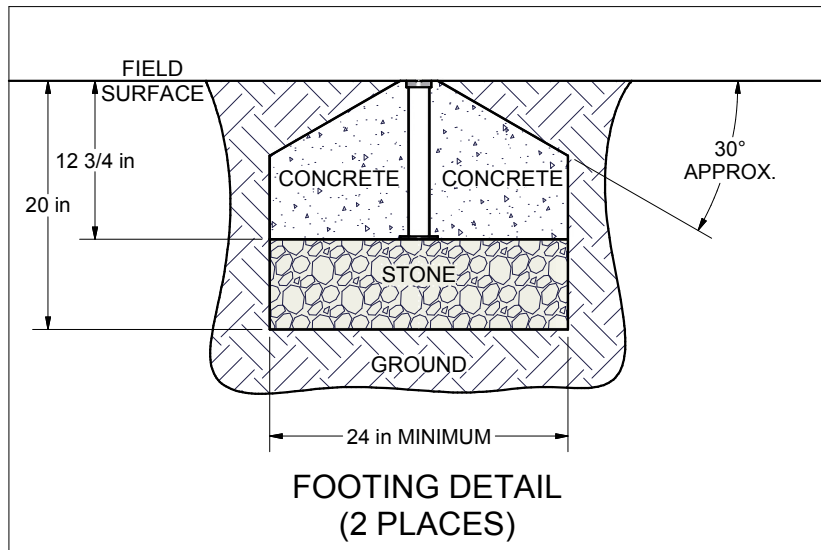 FIELD
SURFACE
12 3/4 in
20 in
30°
APPROX.
CONCRETE
CONCRETE
STONE
GROUND
24 in MINIMUM
FOOTING DETAIL
(2 PLACES)